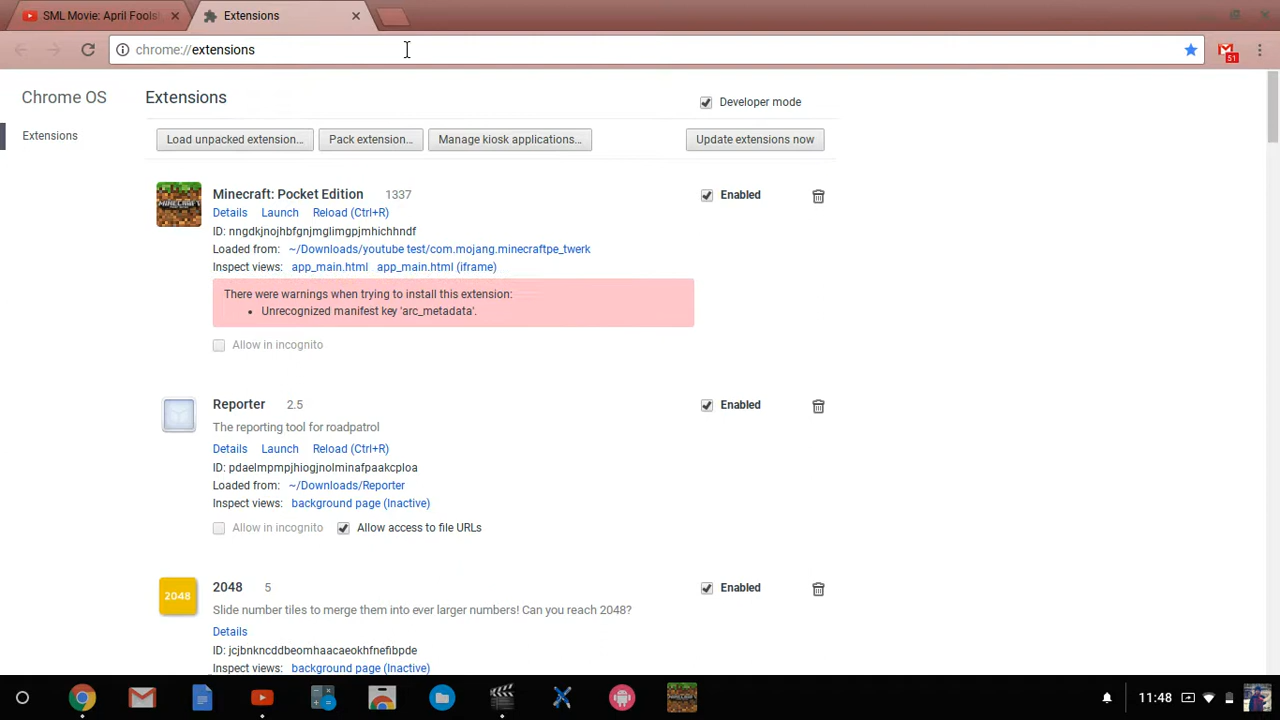 SML Movie: April Fools!
Extensions
chrome://extensions
51
Chrome OS
Extensions
Extensions
Developer mode
Load unpacked extension...
Pack extension...
Manage kiosk applications...
Update extensions now
Minecraft: Pocket Edition 1337
Enabled
Details Launch Reload (Ctrl+R)
ID: nngdkjnojhbfgnjmglimgpjmhichhndf
Loaded from: ~/Downloads/youtube test/com.mojang.minecraftpe_twerk
Inspect views: app_main.html app_main.html (iframe)
There were warnings when trying to install this extension:
• Unrecognized manifest key 'arc_metadata'.
Allow in incognito
Reporter 2.5
Enabled
The reporting tool for roadpatrol
Details Launch Reload (Ctrl+R)
ID: pdaelmpmpjhiogjnolminafpaakcploa
Loaded from: ~/Downloads/Reporter
Inspect views: background page (Inactive)
Allow in incognito Allow access to file URLs
2048
2048 5
Enabled
Slide number tiles to merge them into ever larger numbers! Can you reach 2048?
Details
ID: jcjbnkncddbeomhaacaeokhfnefibpde
Inspect views: background page (Inactive)
11:48